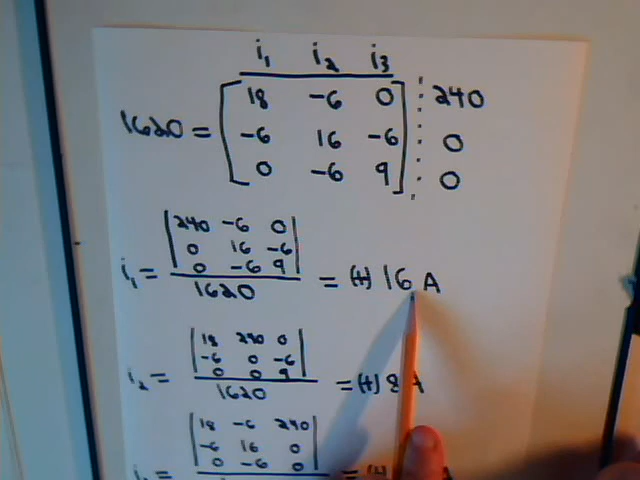 i1 i2 i3
18 -6 0 240
1620 = -6 16 -6 0
0 -6 9 0
240 -6 0
0 16 -6
0 -6 9
i1 = 1620 = (+) 16 A
18 240 0
-6 0 -6
0 0 9
i2 = 1620 = (+) 8 A
18 -6 240
-6 16 0
0 -6 0